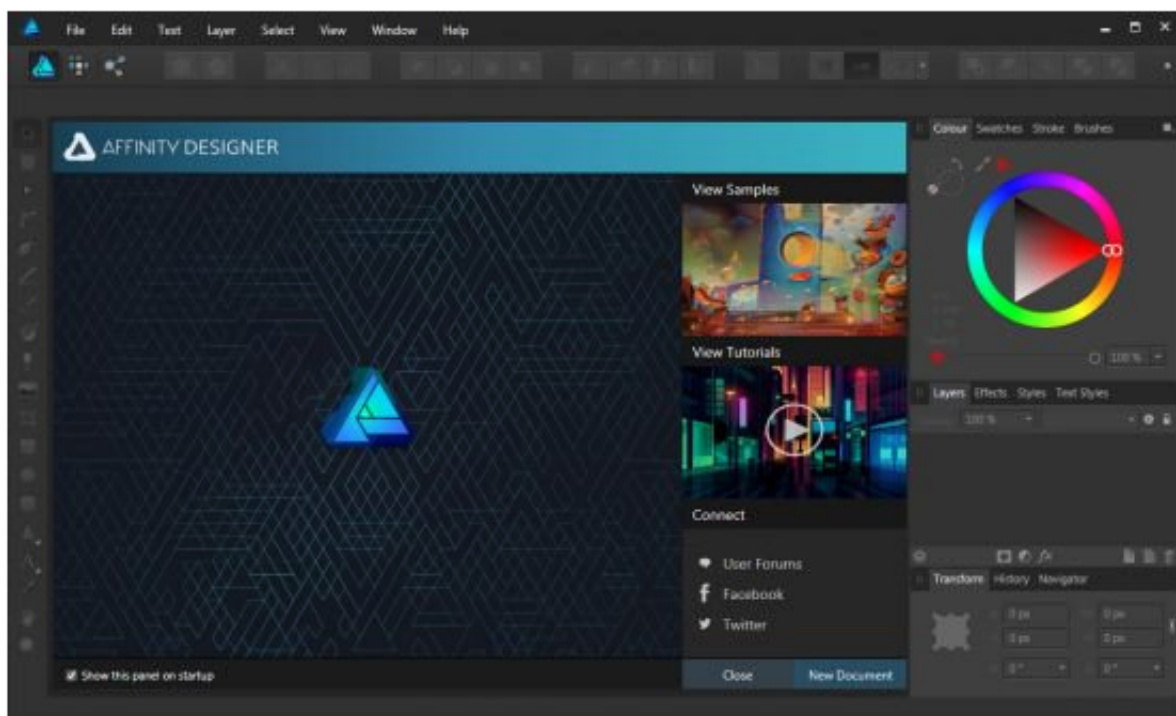 File Edit Text Layer Select View Window Help
AFFINITY DESIGNER
Colour Swatches Stroke Brushes
View Samples
View Tutorials
100 %
Layers Effects Styles Text Styles
100 %
Connect
User Forums
Facebook
Twitter
Transform History Navigator
0 px 0 px
0 px 0 px
0 ° 0 °
Show this panel on startup
Close New Document